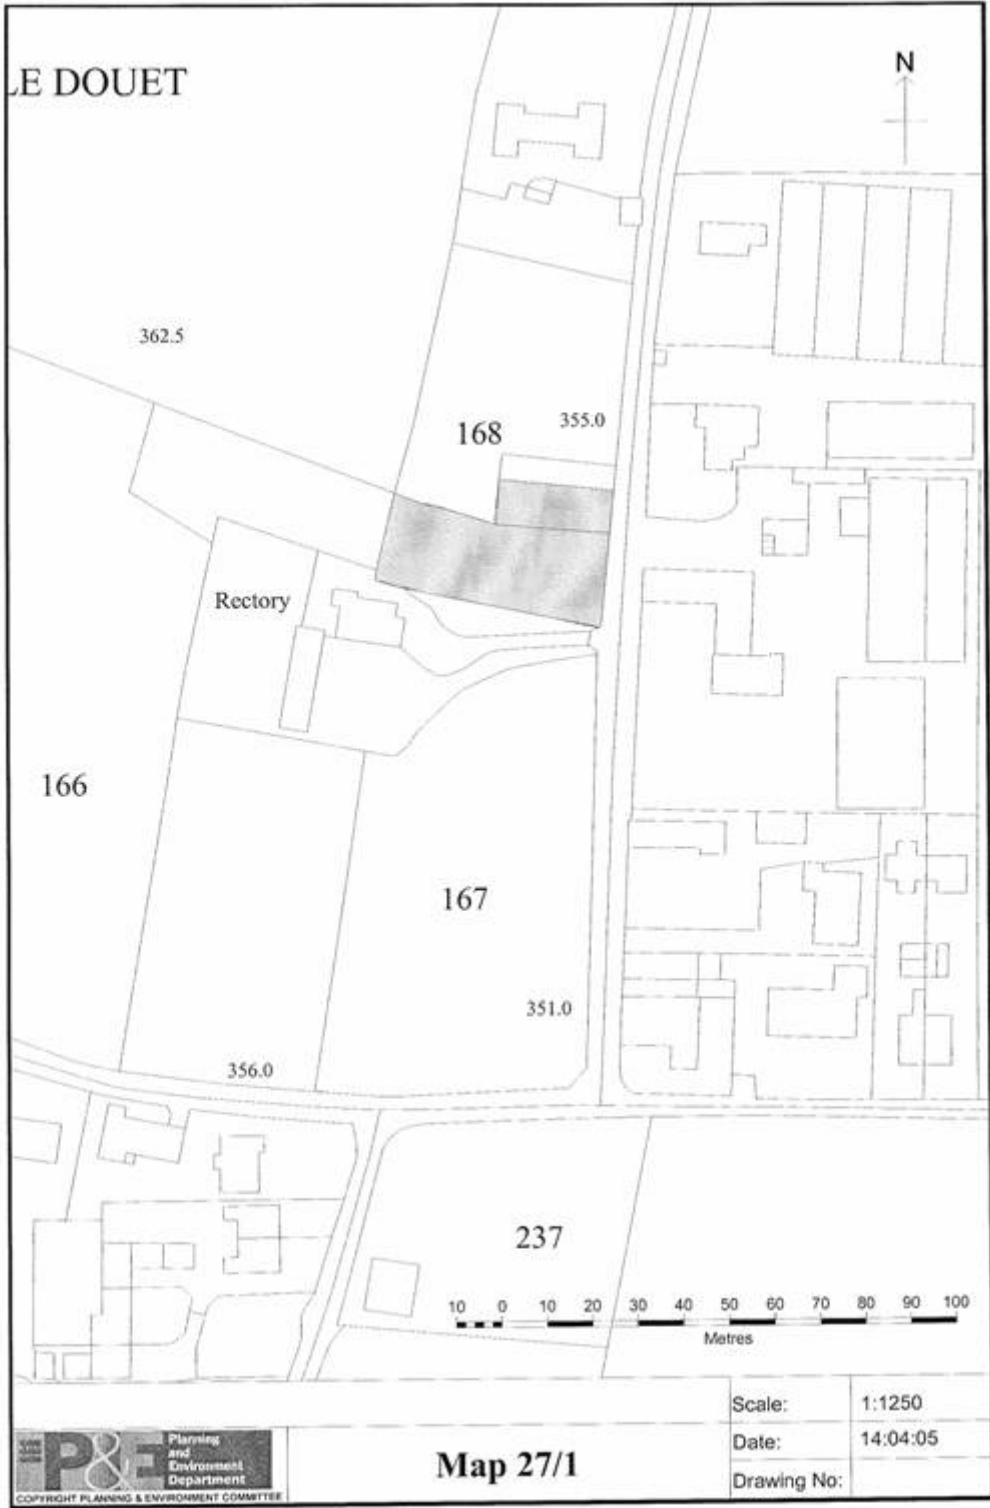 LE DOUET
N
362.5
168
355.0
Rectory
166
167
351.0
356.0
237
10 0 10 20 30 40 50 60 70 80 90 100
Metres
Scale: 1:1250
Date: 14:04:05
Drawing No:
P&E
Planning
and
Environment
Department
COPYRIGHT PLANNING & ENVIRONMENT COMMITTEE
Map 27/1